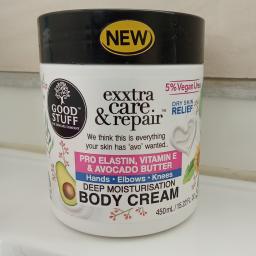 NEW
5% Vegan Urea
GOOD
STUFF
exxtra
care
& repair
DRY SKIN
RELIEF
We think this is everything
your skin has 'avo' wanted..
PRO ELASTIN, VITAMIN E
& AVOCADO BUTTER
Hands • Elbows • Knees
DEEP MOISTURISATION
BODY CREAM